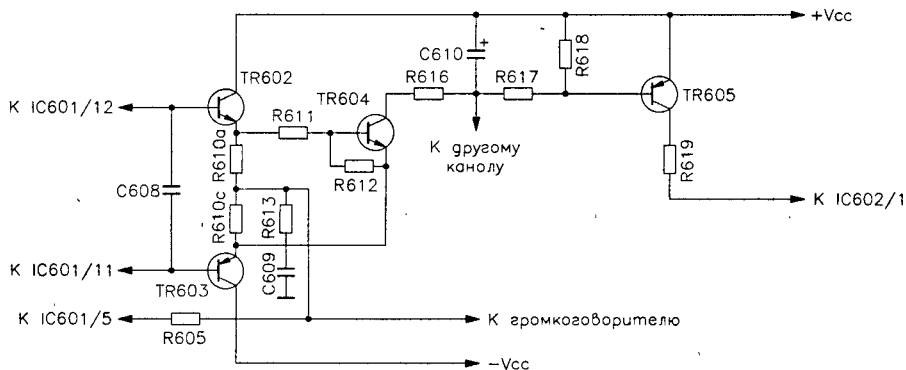 +Vcc
C610
+
R618
TR602
R616
R617
TR605
TR604
К IC601/12
R611
К другому
каналу
R610a
R612
R619
C608
К IC602/1
R610c
R613
К IC601/11
C609
TR603
К IC601/5
R605
К громкоговорителю
-Vcc